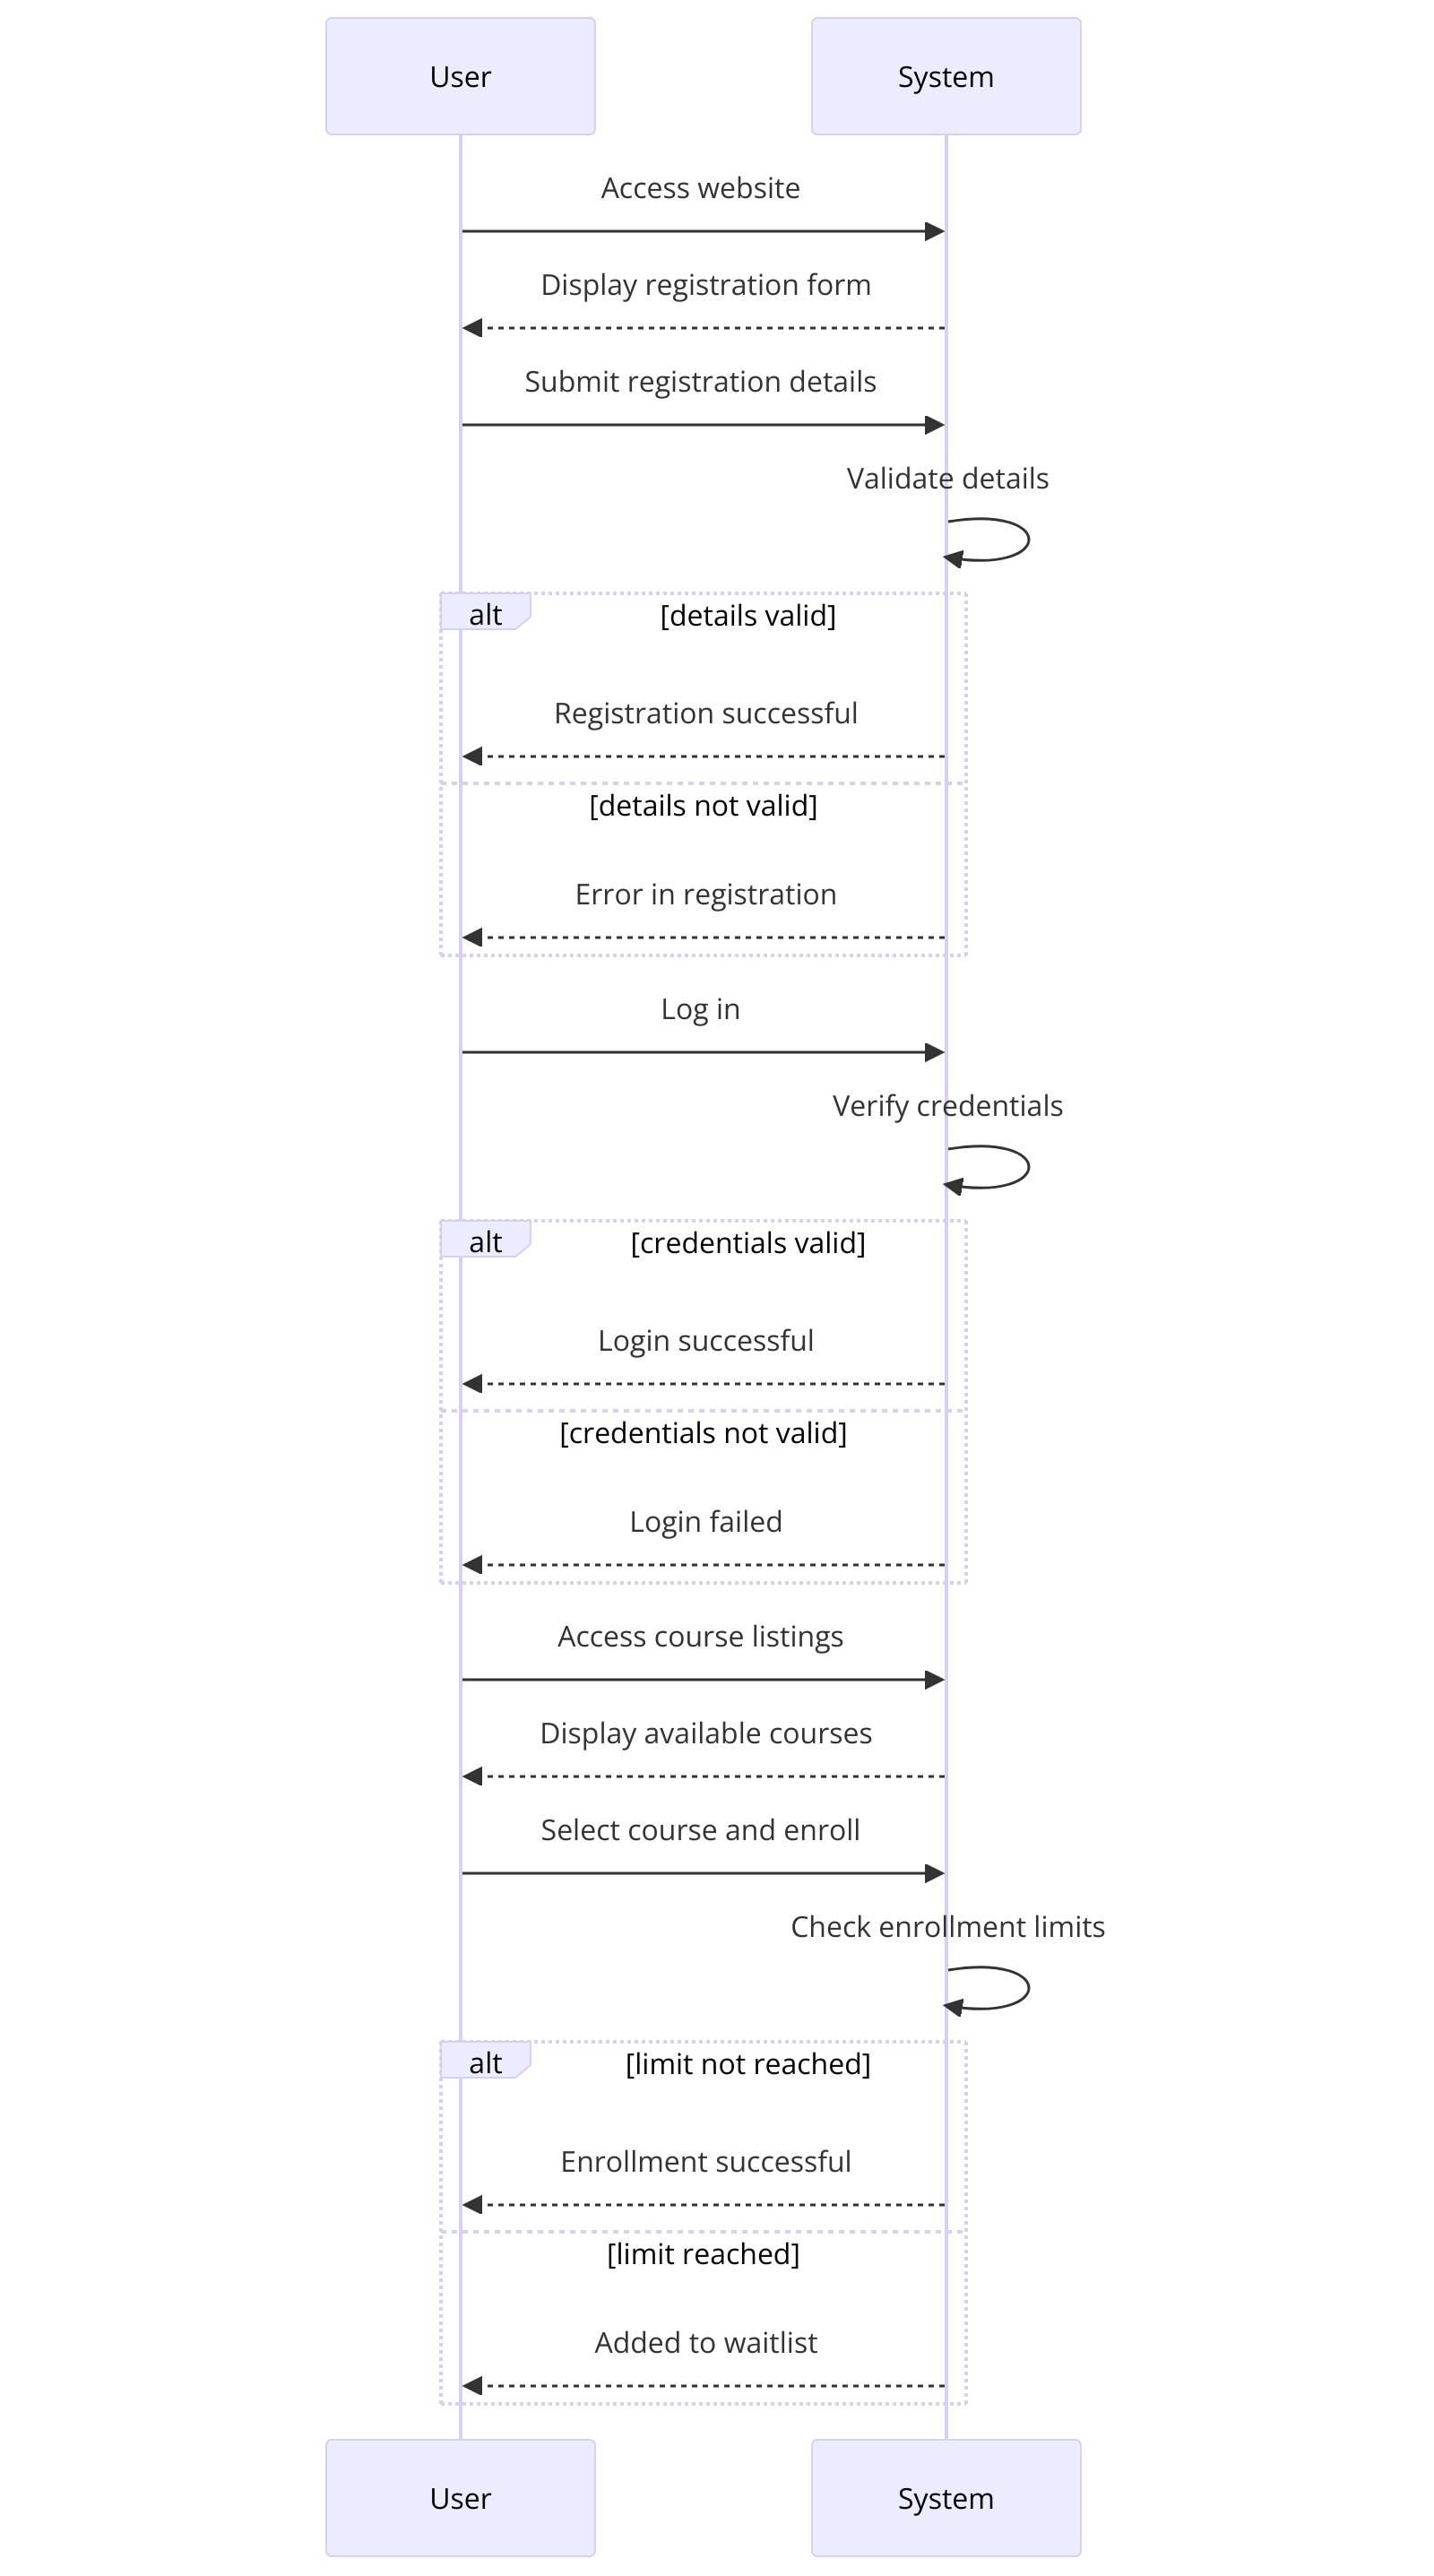 User
System
Access website
Display registration form
Submit registration details
Validate details
alt
[details valid]
Registration successful
[details not valid]
Error in registration
Log in
Verify credentials
alt
[credentials valid]
Login successful
[credentials not valid]
Login failed
Access course listings
Display available courses
Select course and enroll
Check enrollment limits
alt
[limit not reached]
Enrollment successful
[limit reached]
Added to waitlist
User
System